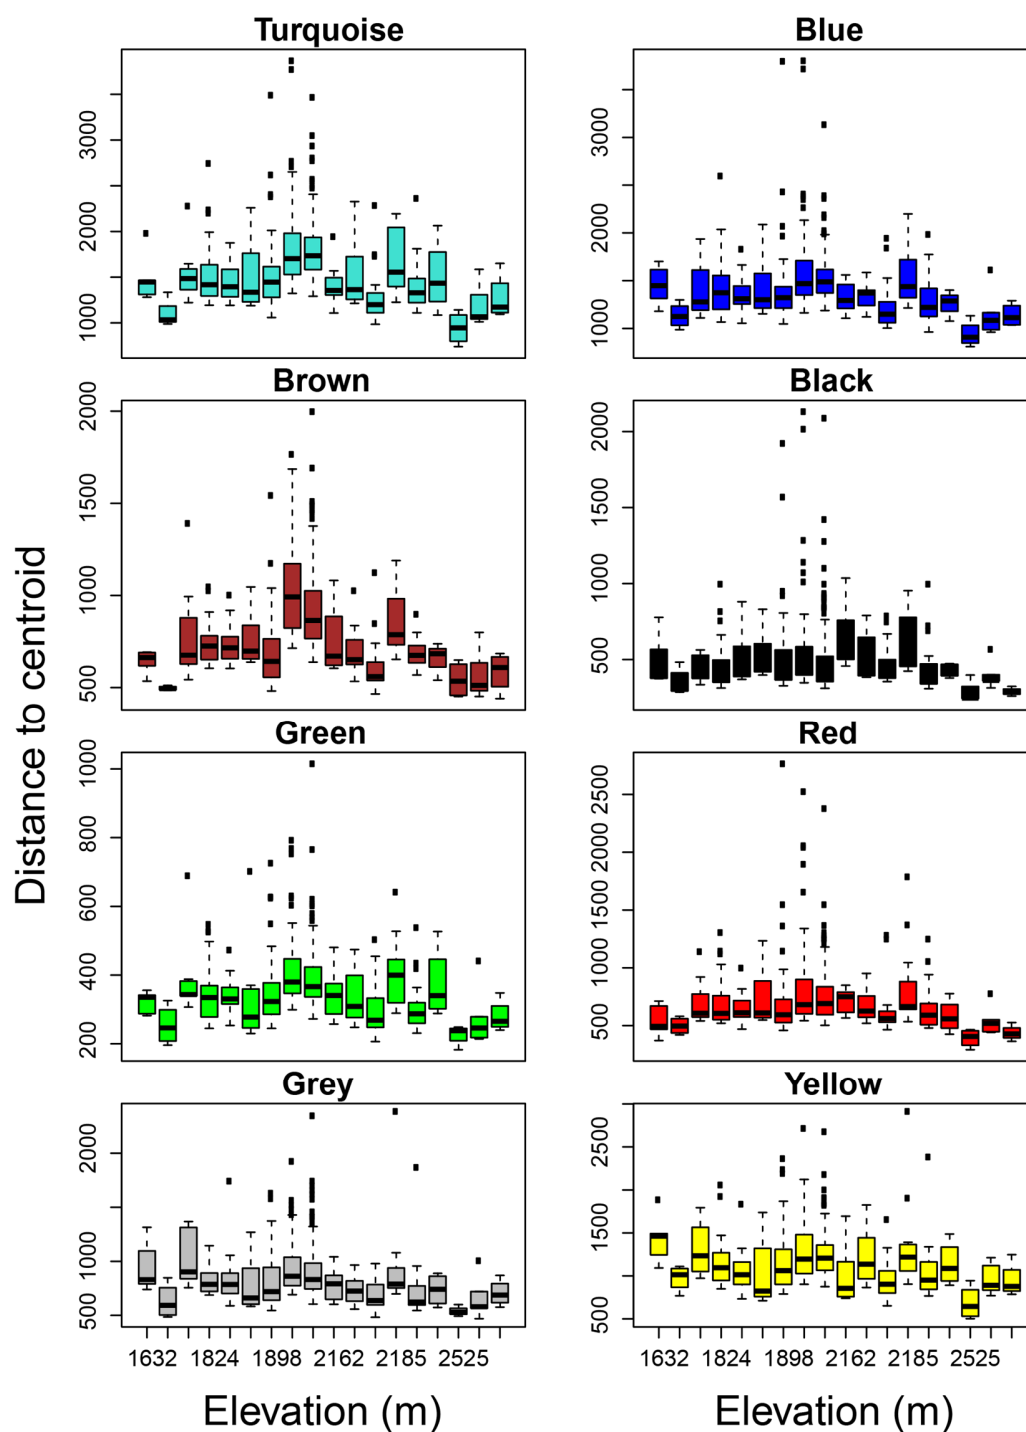 Turquoise
Blue
1000 2000 3000
1000 2000 3000
Brown
Black
500 1000 1500 2000
500 1000 1500 2000
Distance to centroid
Green
Red
200 400 600 800 1000
500 1000 1500 2000 2500
Grey
Yellow
500 1000 2000
500 1500 2500
1632 1824 1898 2162 2185 2525
1632 1824 1898 2162 2185 2525
Elevation (m)
Elevation (m)